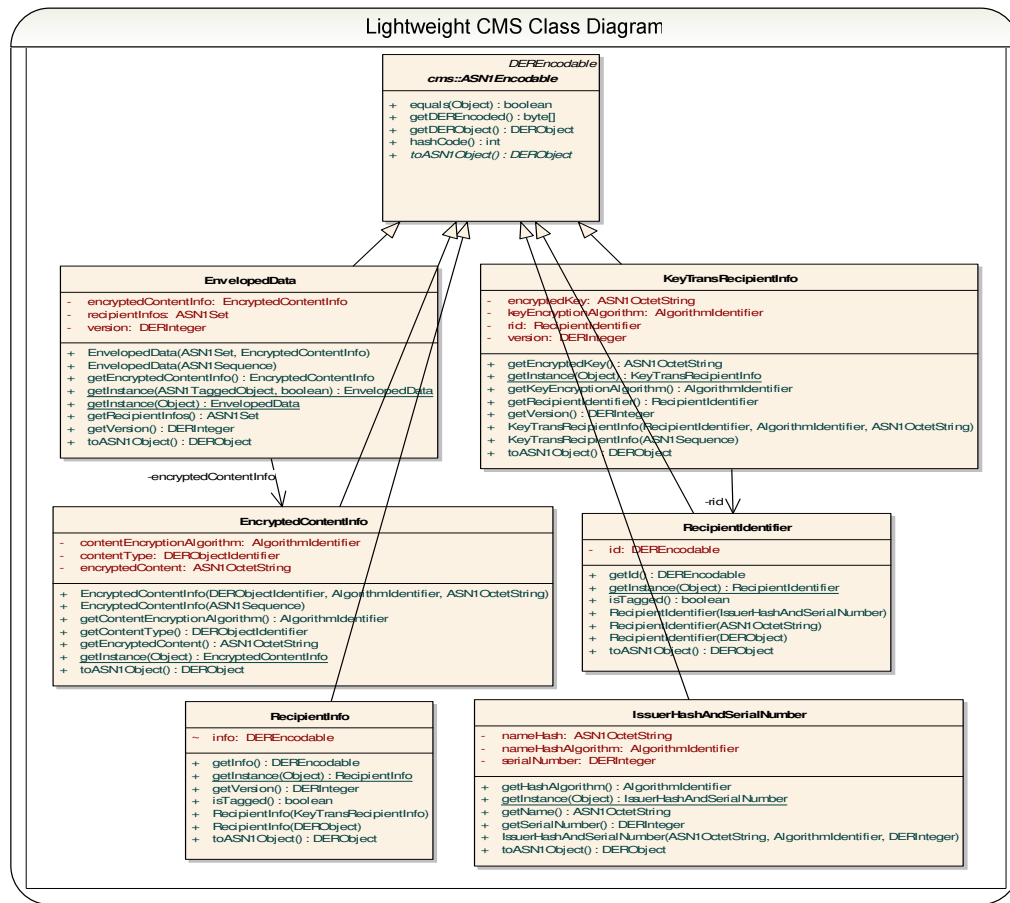 Lightweight CMS Class Diagram
DEREncodable
cms::ASN1Encodable
+ equals(Object) : boolean
+ getDEREncoded() : byte[]
+ getDERObject() : DERObject
+ hashCode() : int
+ toASN1Object() : DERObject
EnvelopedData
- encryptedContentInfo: EncryptedContentInfo
- recipientInfos: ASN1Set
- version: DERInteger
+ EnvelopedData(ASN1Set, EncryptedContentInfo)
+ EnvelopedData(ASN1Sequence)
+ getEncryptedContentInfo() : EncryptedContentInfo
+ getInstance(ASN1TaggedObject, boolean) : EnvelopedData
+ getInstance(Object) : EnvelopedData
+ getRecipientInfos() : ASN1Set
+ getVersion() : DERInteger
+ toASN1Object() : DERObject
KeyTransRecipientInfo
- encryptedKey: ASN1OctetString
- keyEncryptionAlgorithm: AlgorithmIdentifier
- rid: RecipientIdentifier
- version: DERInteger
+ getEncryptedKey() : ASN1OctetString
+ getInstance(Object) : KeyTransRecipientInfo
+ getKeyEncryptionAlgorithm() : AlgorithmIdentifier
+ getRecipientIdentifier() : RecipientIdentifier
+ getVersion() : DERInteger
+ KeyTransRecipientInfo(RecipientIdentifier, AlgorithmIdentifier, ASN1OctetString)
+ KeyTransRecipientInfo(ASN1Sequence)
+ toASN1Object() : DERObject
-encryptedContentInfo
-rid
EncryptedContentInfo
- contentEncryptionAlgorithm: AlgorithmIdentifier
- contentType: DERObjectIdentifier
- encryptedContent: ASN1OctetString
+ EncryptedContentInfo(DERObjectIdentifier, AlgorithmIdentifier, ASN1OctetString)
+ EncryptedContentInfo(ASN1Sequence)
+ getContentEncryptionAlgorithm() : AlgorithmIdentifier
+ getContentType() : DERObjectIdentifier
+ getEncryptedContent() : ASN1OctetString
+ getInstance(Object) : EncryptedContentInfo
+ toASN1Object() : DERObject
RecipientIdentifier
- id: DEREncodable
+ getId() : DEREncodable
+ getInstance(Object) : RecipientIdentifier
+ isTagged() : boolean
+ RecipientIdentifier(IssuerHashAndSerialNumber)
+ RecipientIdentifier(ASN1OctetString)
+ RecipientIdentifier(DERObject)
+ toASN1Object() : DERObject
RecipientInfo
~ info: DEREncodable
+ getInfo() : DEREncodable
+ getInstance(Object) : RecipientInfo
+ getVersion() : DERInteger
+ isTagged() : boolean
+ RecipientInfo(KeyTransRecipientInfo)
+ RecipientInfo(DERObject)
+ toASN1Object() : DERObject
IssuerHashAndSerialNumber
- nameHash: ASN1OctetString
- nameHashAlgorithm: AlgorithmIdentifier
- serialNumber: DERInteger
+ getHashAlgorithm() : AlgorithmIdentifier
+ getInstance(Object) : IssuerHashAndSerialNumber
+ getName() : ASN1OctetString
+ getSerialNumber() : DERInteger
+ IssuerHashAndSerialNumber(ASN1OctetString, AlgorithmIdentifier, DERInteger)
+ toASN1Object() : DERObject